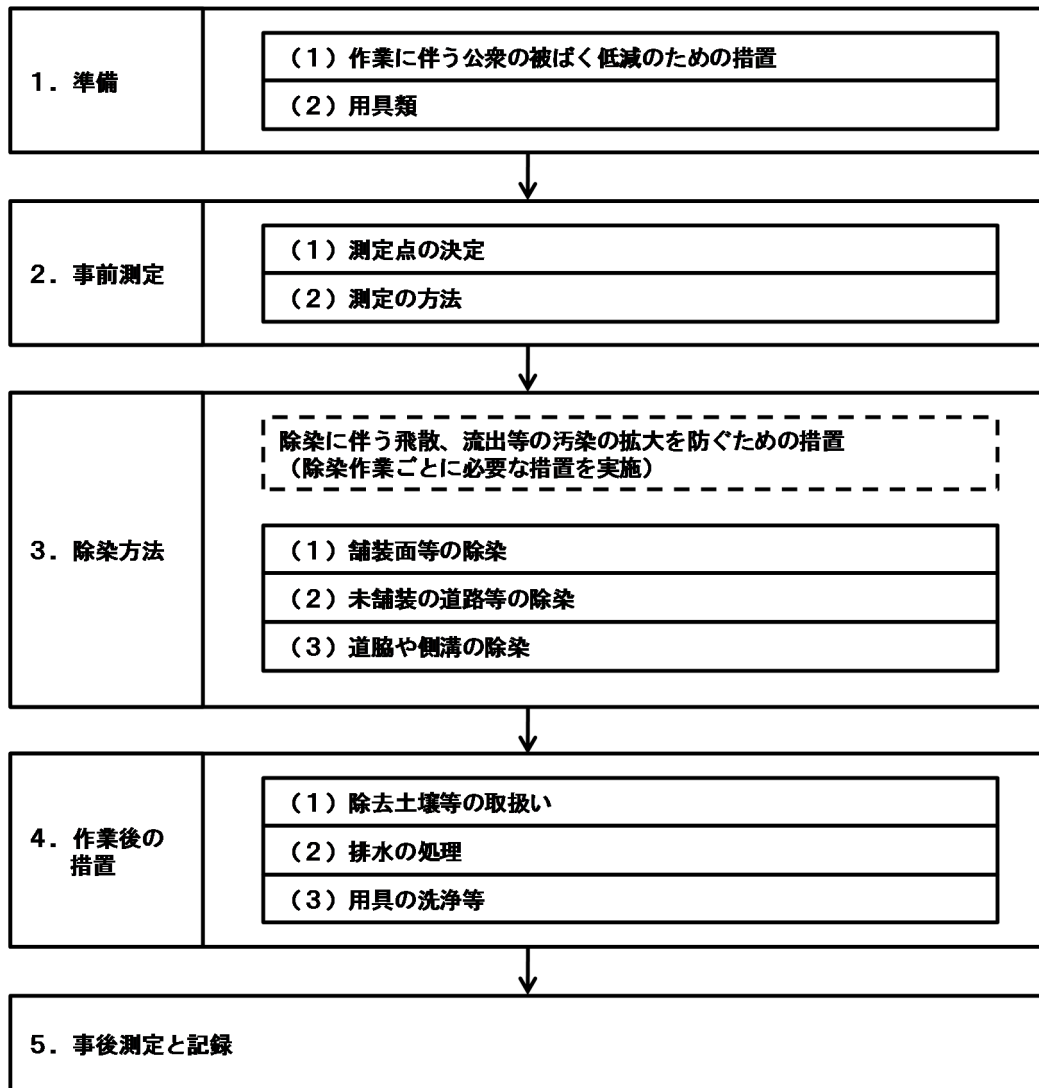 1．準備
（1）作業に伴う公衆の被ばく低減のための措置
（2）用具類
2．事前測定
（1）測定点の決定
（2）測定の方法
3．除染方法
除染に伴う飛散、流出等の汚染の拡大を防ぐための措置
（除染作業ごとに必要な措置を実施）
（1）舗装面等の除染
（2）未舗装の道路等の除染
（3）道脇や側溝の除染
4．作業後の
措置
（1）除去土壌等の取扱い
（2）排水の処理
（3）用具の洗浄等
5．事後測定と記録